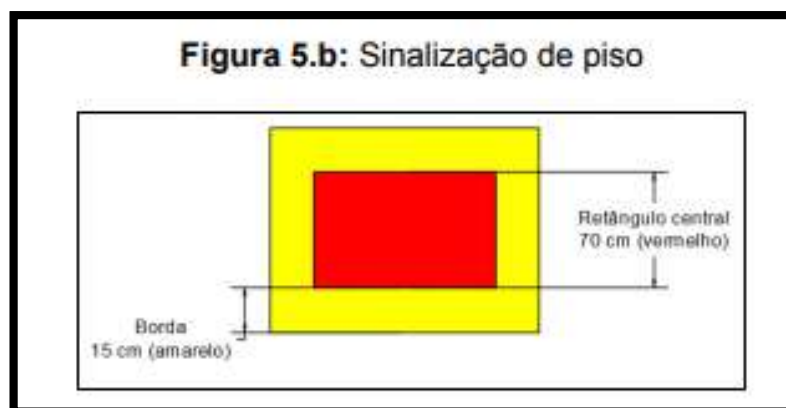 Figura 5.b: Sinalização de piso
Retângulo central
70 cm (vermelho)
Borda
15 cm (amarelo)